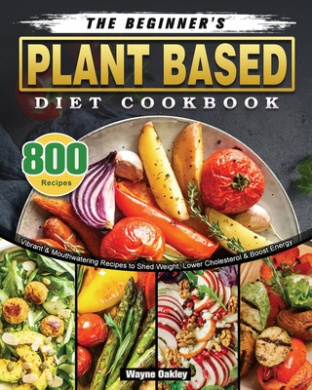 THE BEGINNER'S
PLANT BASED
DIET COOKBOOK
800
Recipes
Vibrant & Mouthwatering Recipes to Shed Weight, Lower Cholesterol & Boost Energy
Wayne Oakley